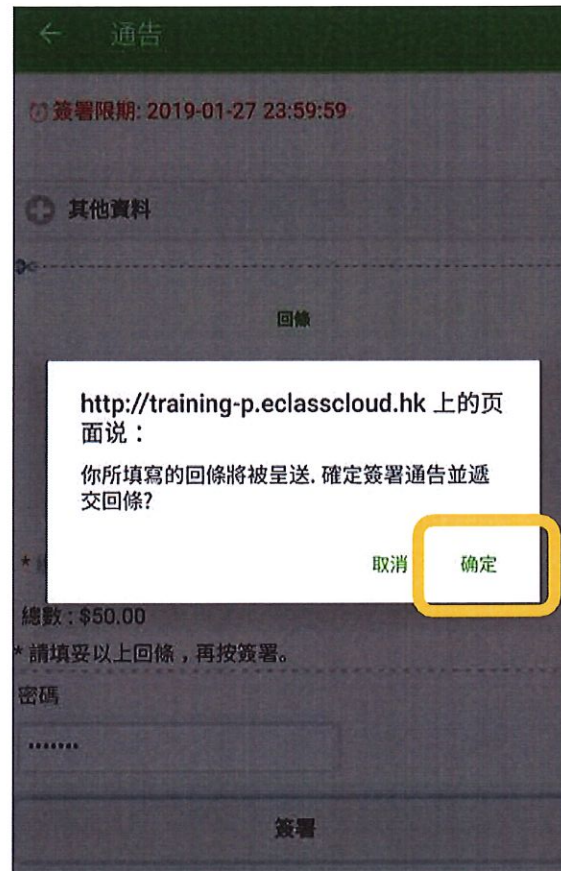 ← 通告
簽署限期: 2019-01-27 23:59:59
其他資料
回條
http://training-p.eclasscloud.hk 上的页
面说：
你所填寫的回條將被呈送. 確定簽署通告並遞
交回條?
取消 确定
*
總數 : $50.00
* 請填妥以上回條，再按簽署。
密碼
•••••••
簽署